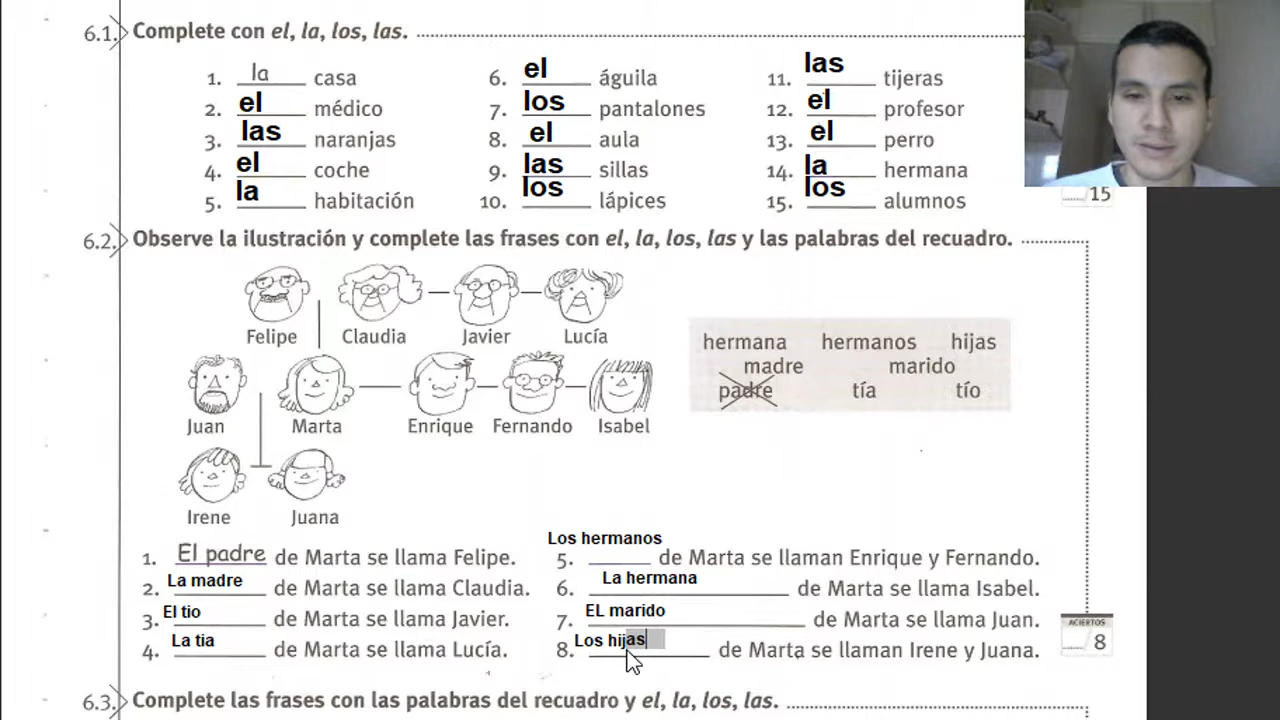 6.1. Complete con el, la, los, las.
1. la casa 6. el águila 11. las tijeras
2. el médico 7. los pantalones 12. el profesor
3. las naranjas 8. el aula 13. el perro
4. el coche 9. las sillas 14. la hermana
5. la habitación 10. los lápices 15. los alumnos
15
6.2. Observe la ilustración y complete las frases con el, la, los, las y las palabras del recuadro.
Felipe Claudia Javier Lucía
hermana hermanos hijas
madre marido
padre tía tío
Juan Marta Enrique Fernando Isabel
Irene Juana
1. El padre de Marta se llama Felipe.
2. La madre de Marta se llama Claudia.
3. El tio de Marta se llama Javier.
4. La tia de Marta se llama Lucía.
5. Los hermanos de Marta se llaman Enrique y Fernando.
6. La hermana de Marta se llama Isabel.
7. EL marido de Marta se llama Juan.
8. Los hijas de Marta se llaman Irene y Juana.
ACIERTOS
8
6.3. Complete las frases con las palabras del recuadro y el, la, los, las.